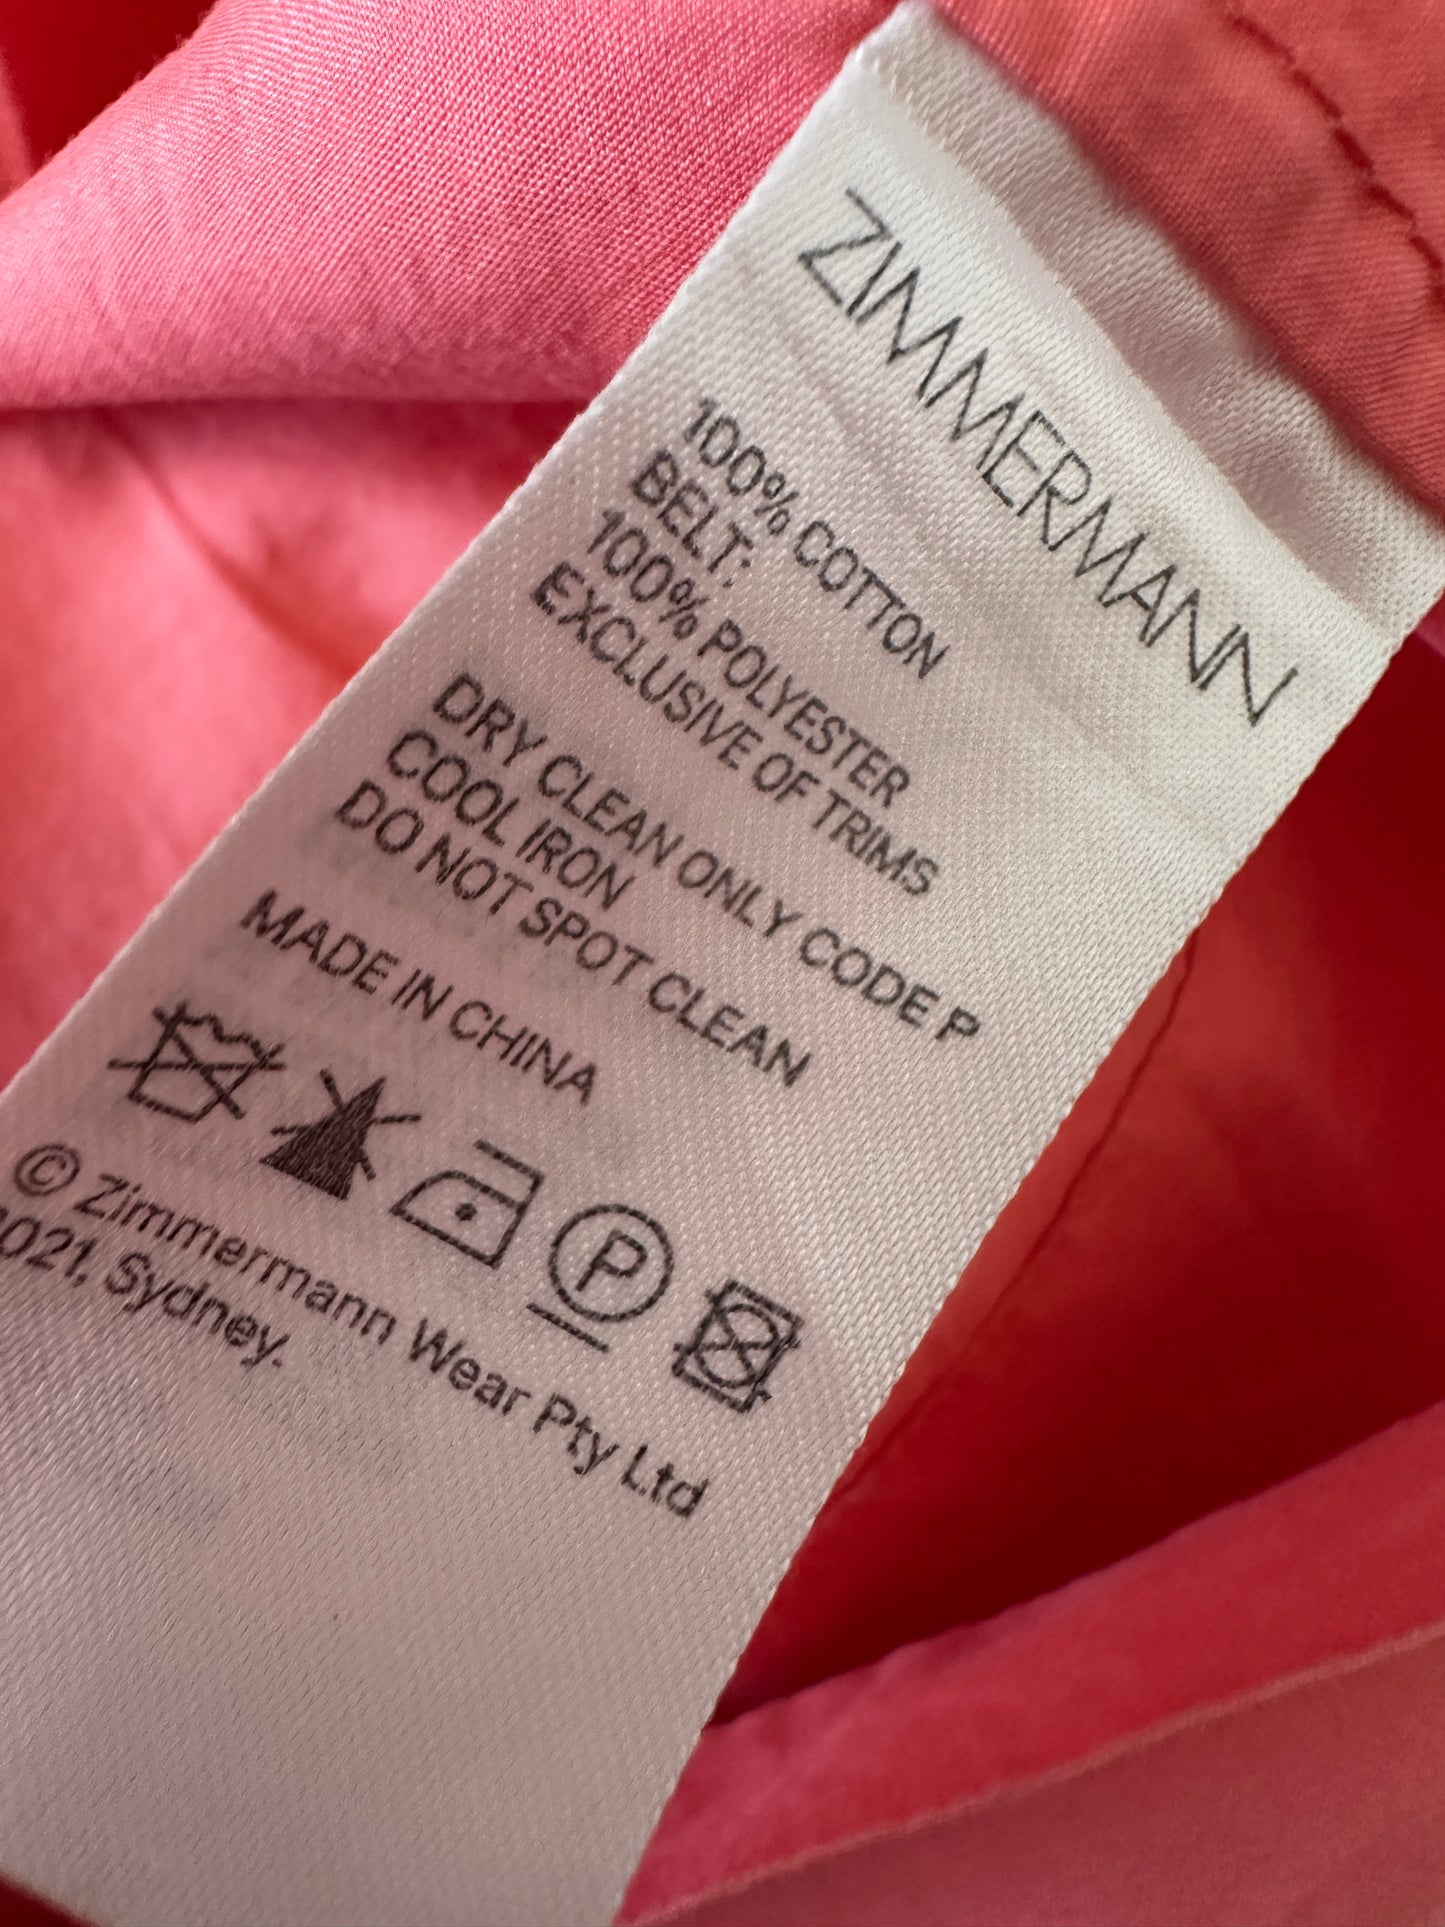 ZIMMERMANN
100% COTTON
BELT:
100% POLYESTER
EXCLUSIVE OF TRIMS
DRY CLEAN ONLY CODE P
COOL IRON
DO NOT SPOT CLEAN
MADE IN CHINA
P
© Zimmermann Wear Pty Ltd
2021, Sydney.